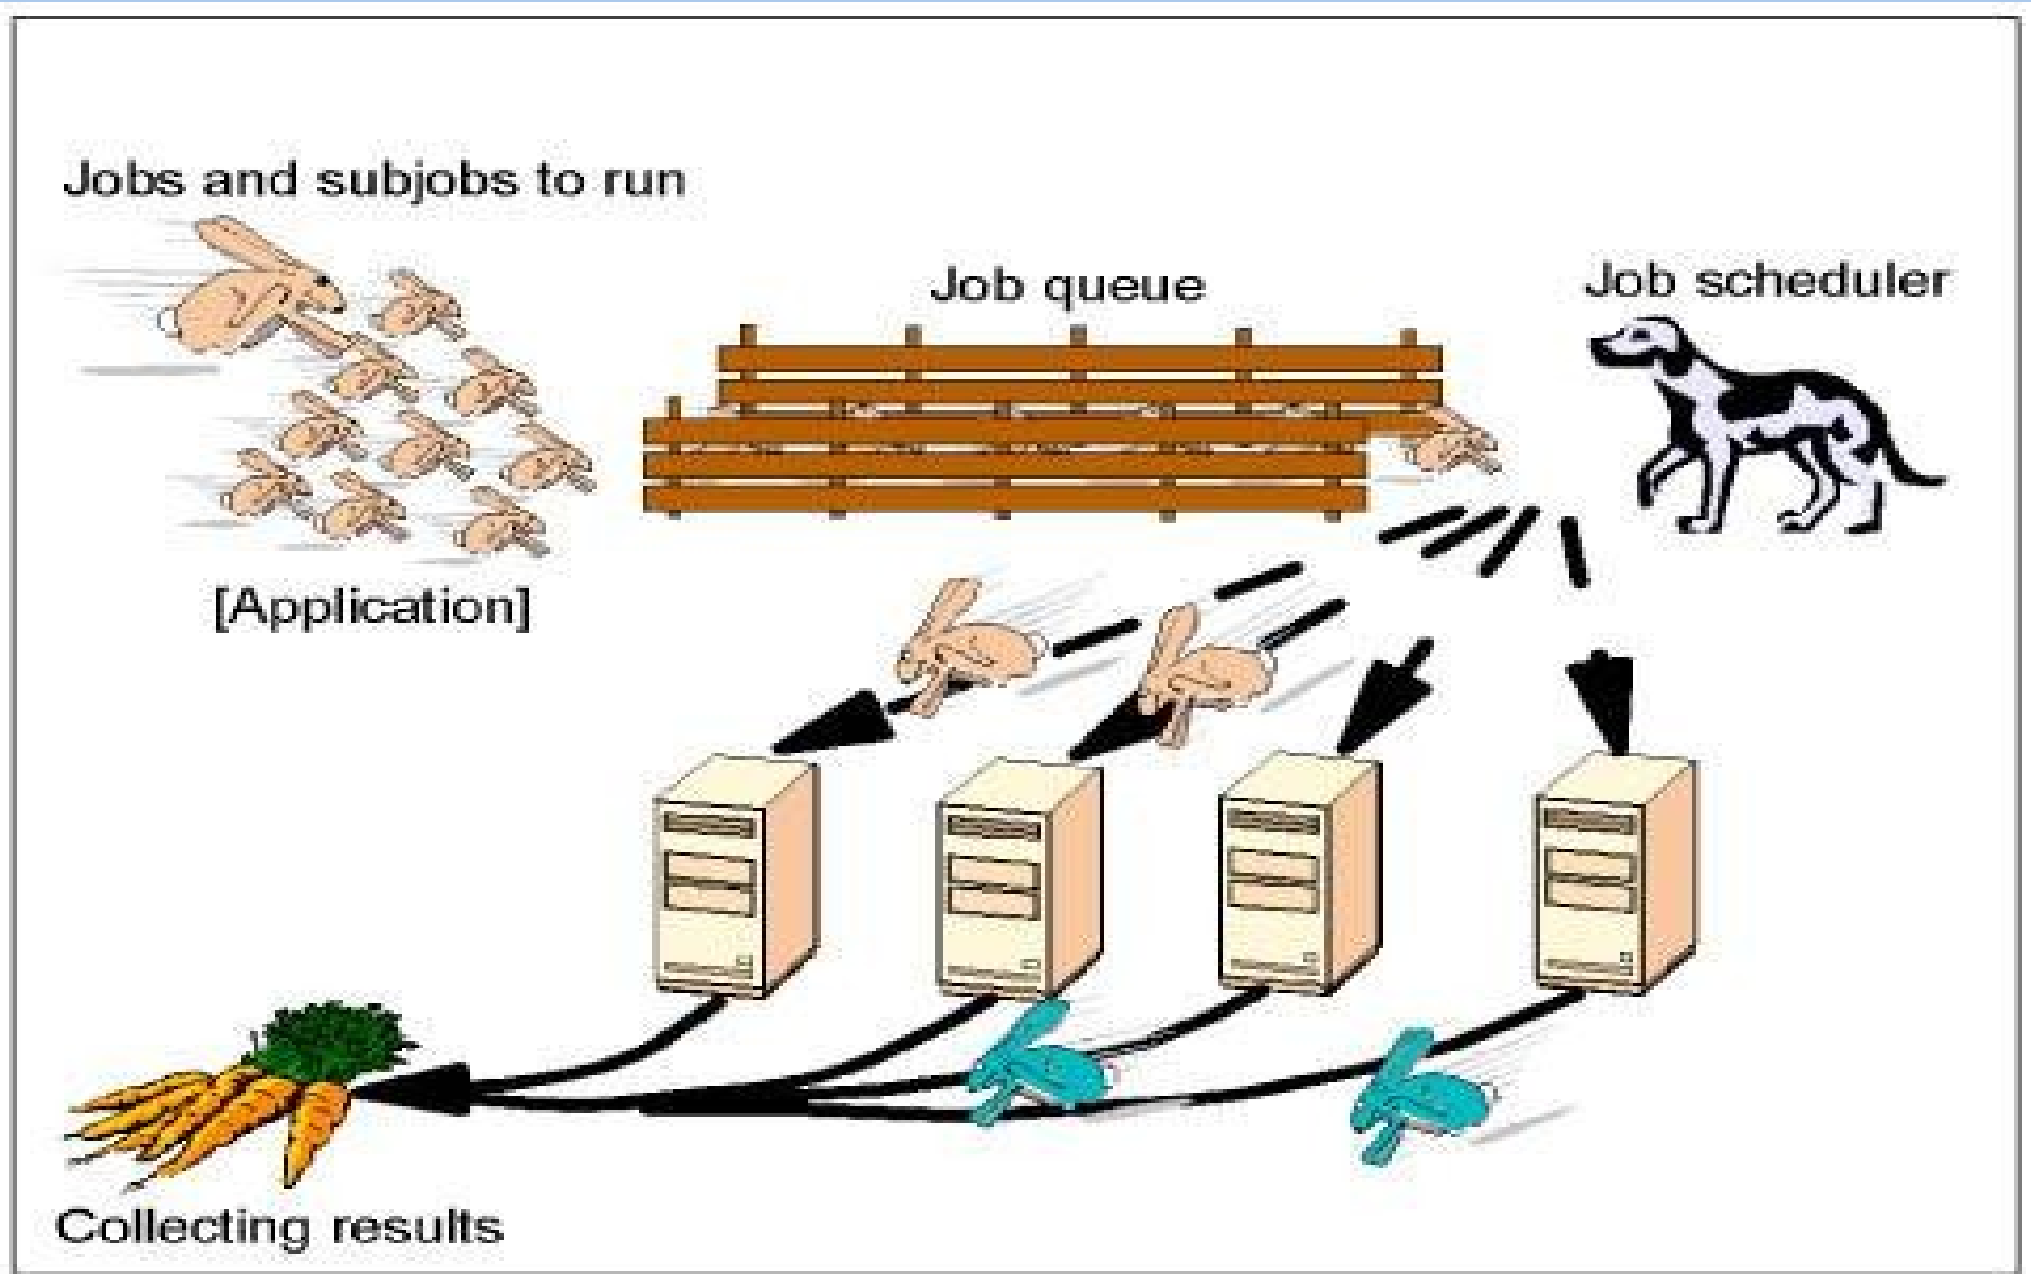 Jobs and subjobs to run
Job queue
Job scheduler
[Application]
Collecting results